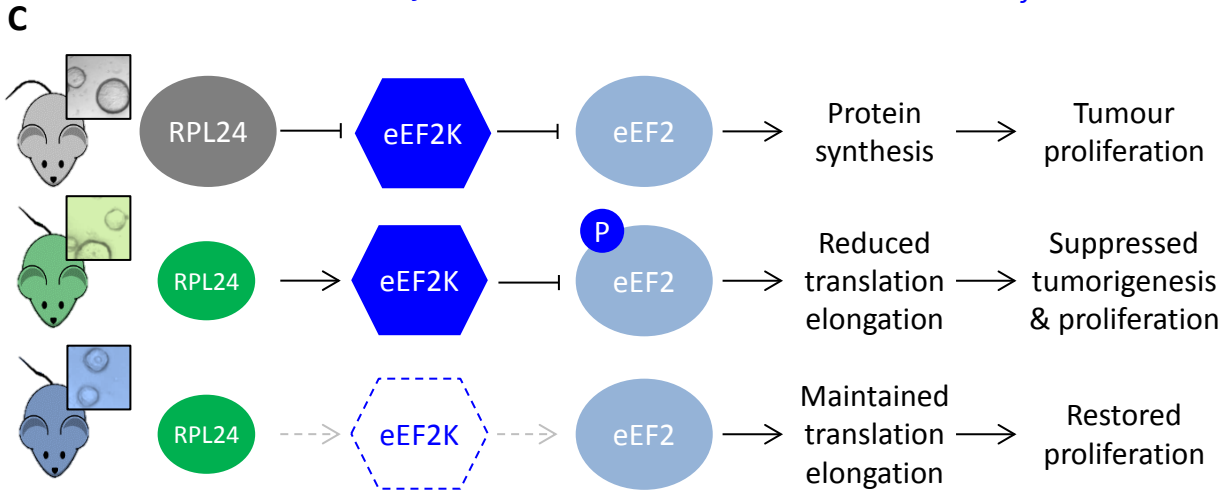 C
RPL24
eEF2K
eEF2
Protein
synthesis
Tumour
proliferation
RPL24
eEF2K
P
eEF2
Reduced
translation
elongation
Suppressed
tumorigenesis
& proliferation
RPL24
eEF2K
eEF2
Maintained
translation
elongation
Restored
proliferation